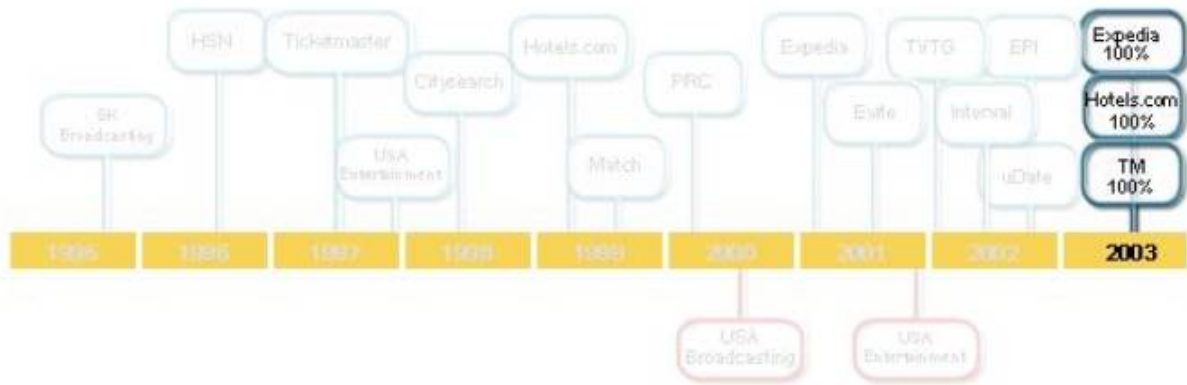 HSN
Ticketmaster
Hotels.com
Expedia
TVTG
EPI
Expedia
100%
Citysearch
PRC
SK
Broadcasting
Evite
Interval
Hotels.com
100%
USA
Entertainment
Match
uDate
TM
100%
1995
1996
1997
1998
1999
2000
2001
2002
2003
USA
Broadcasting
USA
Entertainment